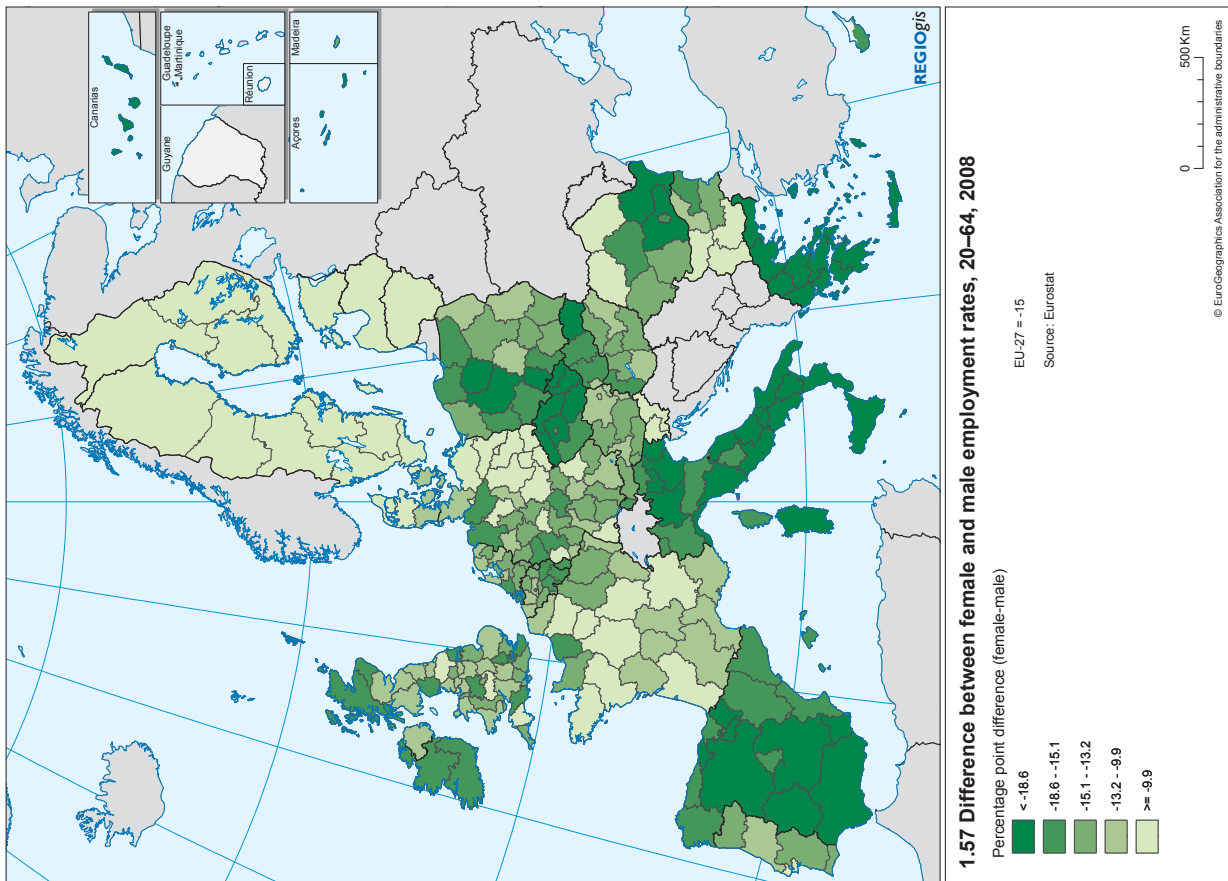 Canarias
Guyane
Guadeloupe
Martinique
Réunion
Açores
Madeira
REGIOgis
1.57 Difference between female and male employment rates, 20–64, 2008
Percentage point difference (female-male)
< -18.6
-18.6 - -15.1
-15.1 - -13.2
-13.2 - -9.9
>= -9.9
EU-27 = -15
Source: Eurostat
0 500 Km
© EuroGeographics Association for the administrative boundaries